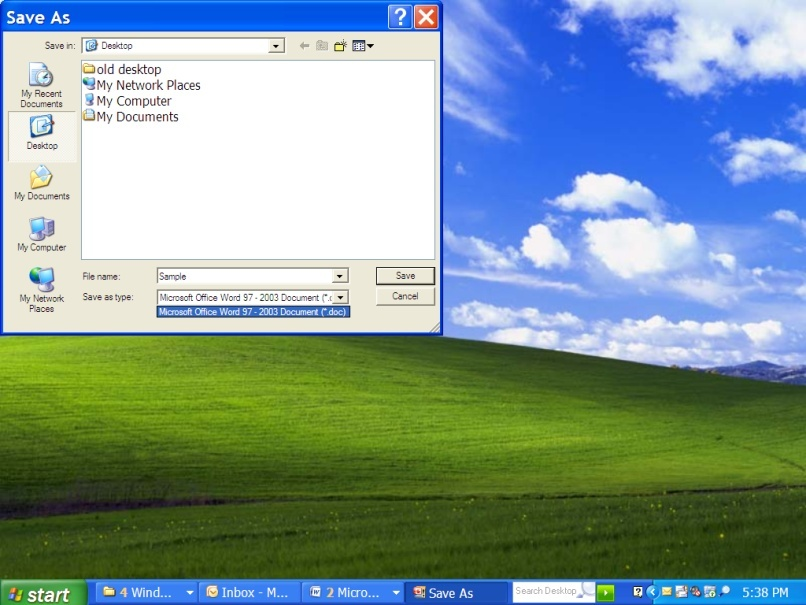 Save As
Save in: Desktop
My Recent
Documents
Desktop
My Documents
My Computer
My Network
Places
old desktop
My Network Places
My Computer
My Documents
File name: Sample Save
Save as type: Microsoft Office Word 97 - 2003 Document (*.c Cancel
Microsoft Office Word 97 - 2003 Document (*.doc)
start 4 Wind... Inbox - M... 2 Micro... Save As Search Desktop 5:38 PM